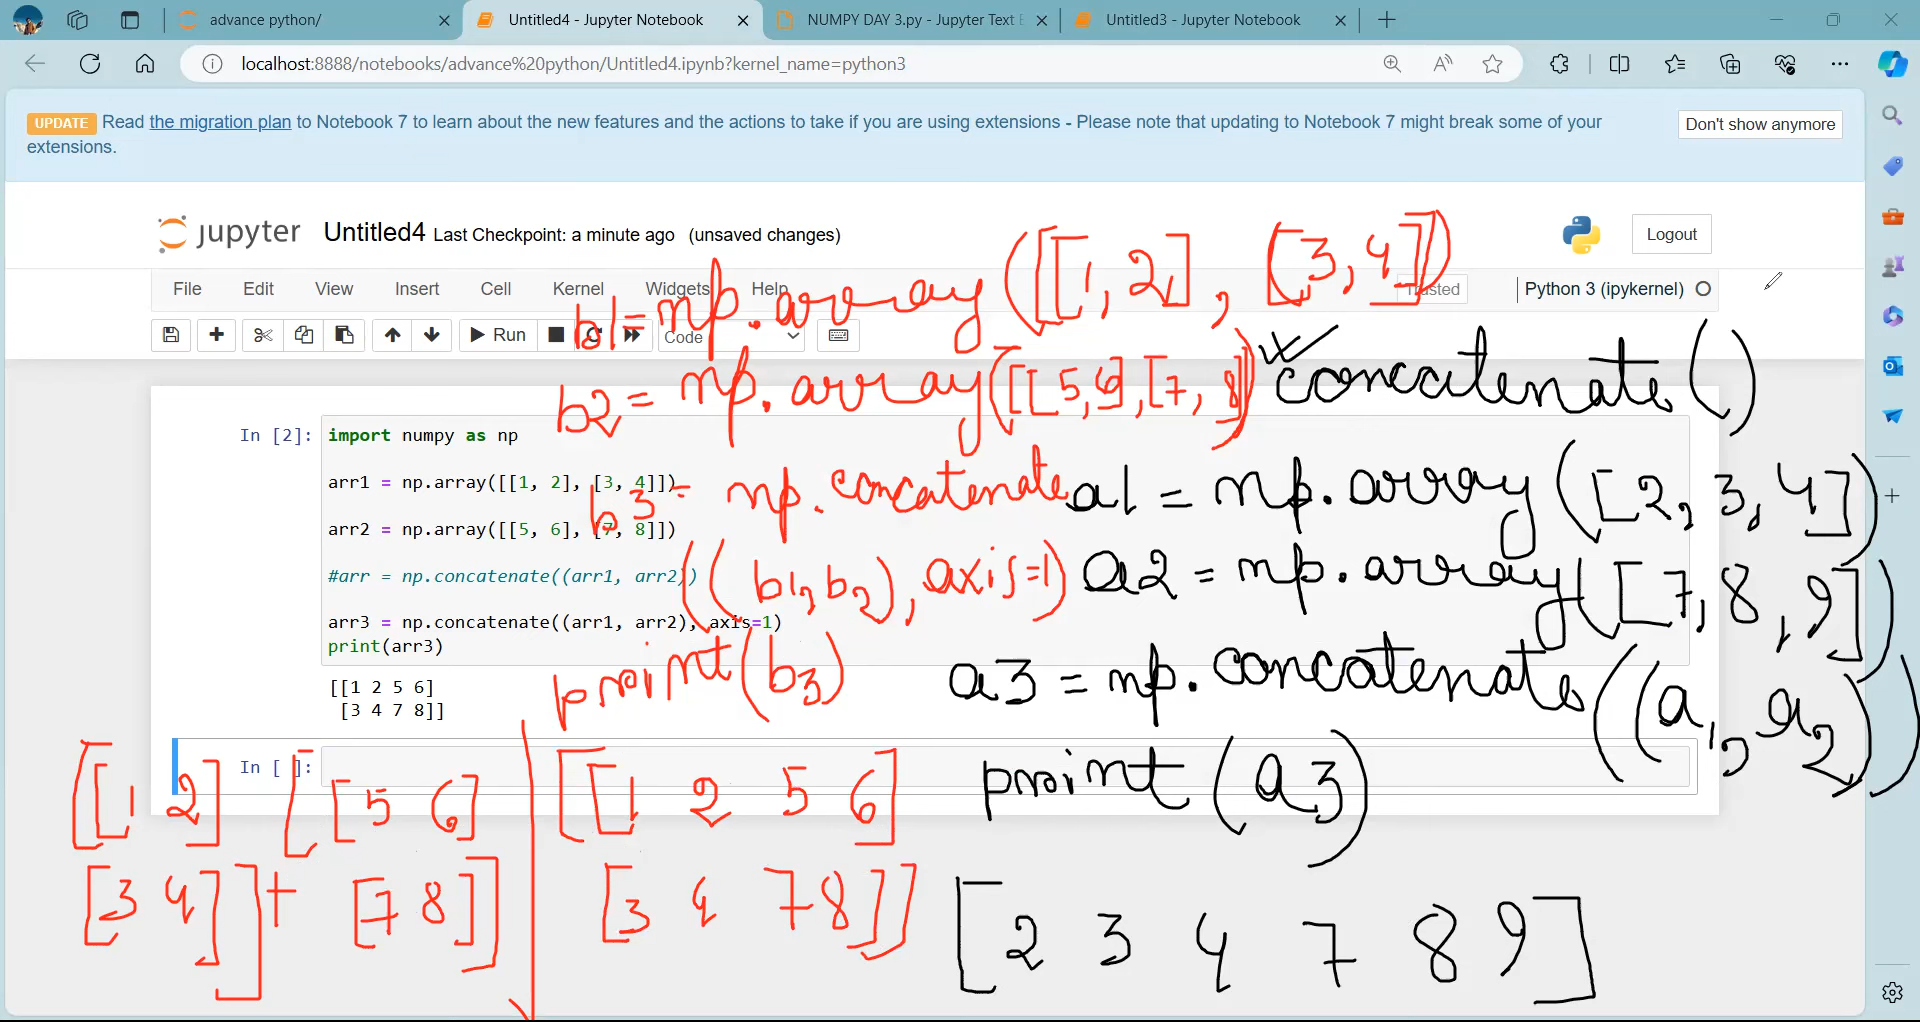 advance python/
Untitled4 - Jupyter Notebook
NUMPY DAY 3.py - Jupyter Text
Untitled3 - Jupyter Notebook
localhost:8888/notebooks/advance%20python/Untitled4.ipynb?kernel_name=python3
UPDATE Read the migration plan to Notebook 7 to learn about the new features and the actions to take if you are using extensions - Please note that updating to Notebook 7 might break some of your
extensions.
Don't show anymore
jupyter Untitled4 Last Checkpoint: a minute ago (unsaved changes)
Logout
File Edit View Insert Cell Kernel Widgets Help
Trusted
Python 3 (ipykernel)
Run
Code
b1=np.array([[1, 2], [3, 4]])
b2= np.array([[5,6],[7, 8]])
b3= np.concatenate
((b1,b2), axis=1)
print(b3)
concatenate()
a1 = np.array([2, 3, 4])
a2 = np.array([7, 8, 9])
a3 = np.concatenate((a1, a2))
print(a3)
In [2]:
import numpy as np
arr1 = np.array([[1, 2], [3, 4]])
arr2 = np.array([[5, 6], [7, 8]])
#arr = np.concatenate((arr1, arr2))
arr3 = np.concatenate((arr1, arr2), axis=1)
print(arr3)
[[1 2 5 6]
[3 4 7 8]]
In [ ]:
[[1 2] [[5 6]
[3 4]] + [7 8]]
[[1 2 5 6]
[3 4 7 8]]
[2 3 4 7 8 9]